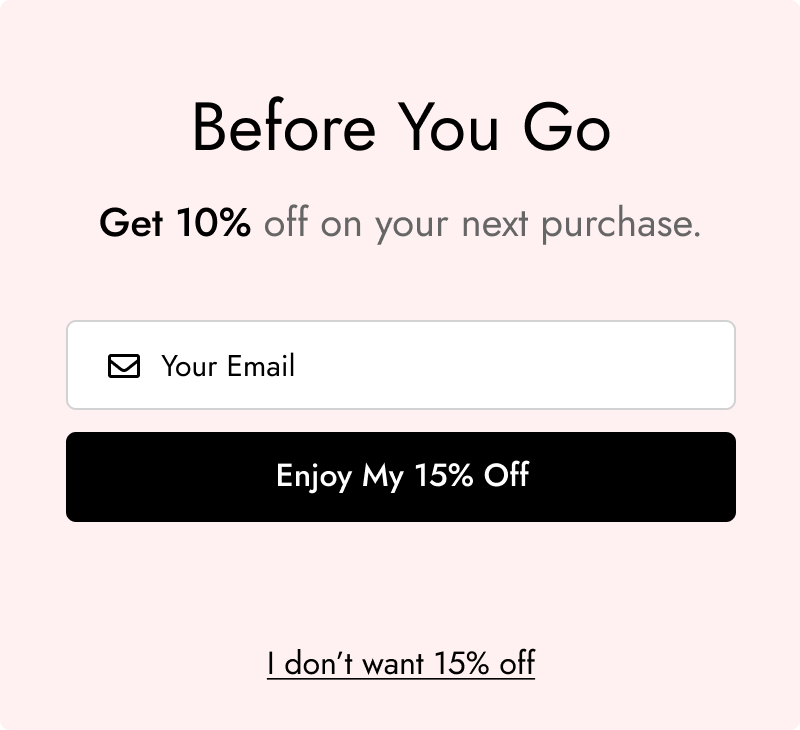 Before You Go
Get 10% off on your next purchase.
Your Email
Enjoy My 15% Off
I don’t want 15% off